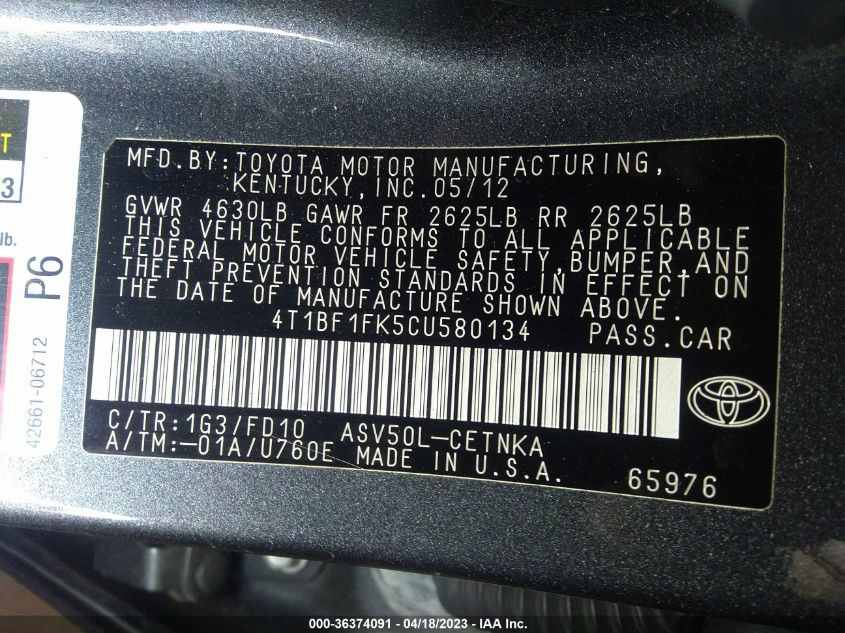 MFD.BY:TOYOTA MOTOR MANUFACTURING,
KENTUCKY,INC.05/12
GVWR 4630LB GAWR FR 2625LB RR 2625LB
THIS VEHICLE CONFORMS TO ALL APPLICABLE
FEDERAL MOTOR VEHICLE SAFETY,BUMPER,AND
THEFT PREVENTION STANDARDS IN EFFECT ON
THE DATE OF MANUFACTURE SHOWN ABOVE.
4T1BF1FK5CU580134 PASS.CAR
C/TR:1G3/FD10 ASV50L-CETNKA
A/TM:-01A/U760E MADE IN U.S.A.
65976
T
3
lb.
P6
42661-06712
000-36374091 - 04/18/2023 - IAA Inc.